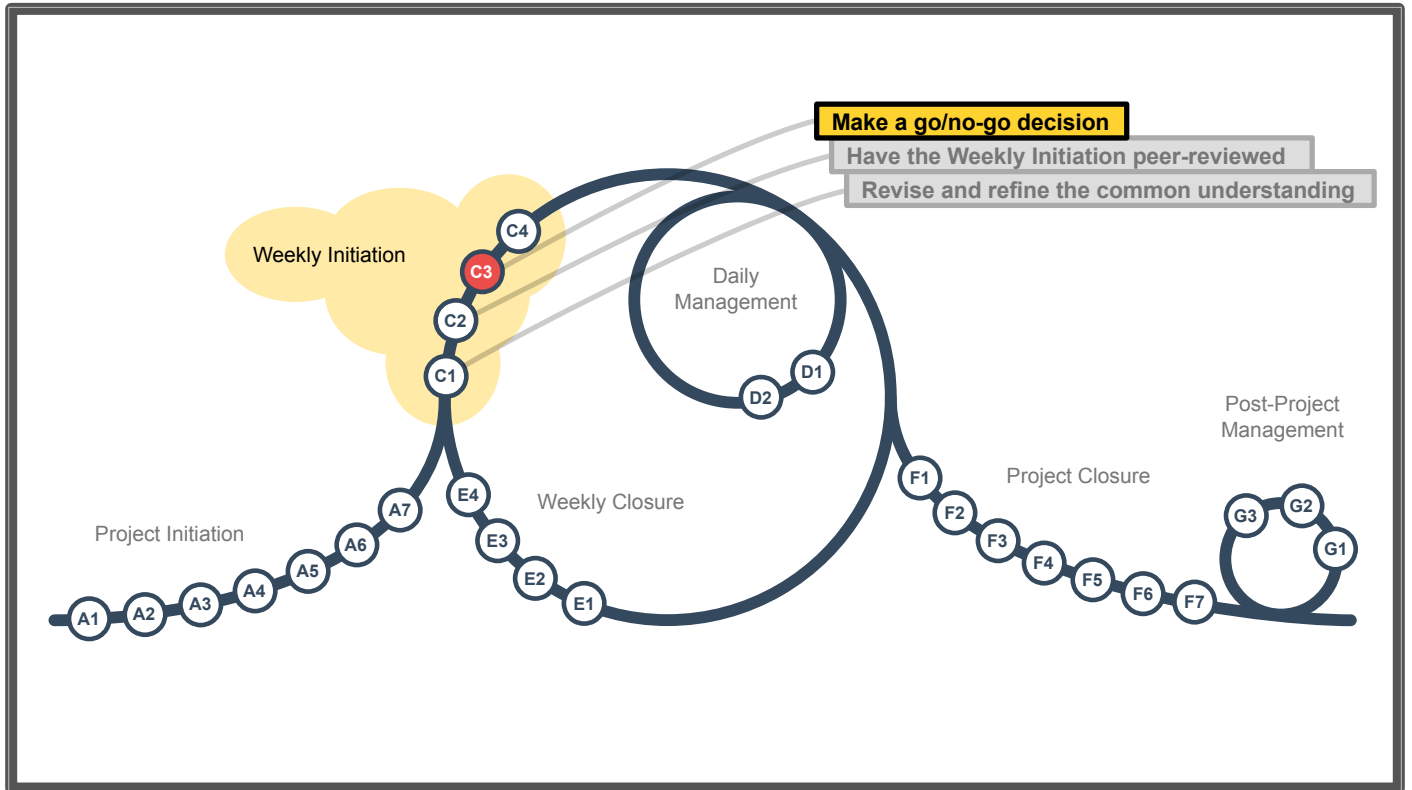 Make a go/no-go decision
Have the Weekly Initiation peer-reviewed
Revise and refine the common understanding
Weekly Initiation
C4
C3
C2
C1
Daily
Management
D1
D2
Post-Project
Management
Project Initiation
A1
A2
A3
A4
A5
A6
A7
Weekly Closure
E4
E3
E2
E1
Project Closure
F1
F2
F3
F4
F5
F6
F7
G3
G2
G1